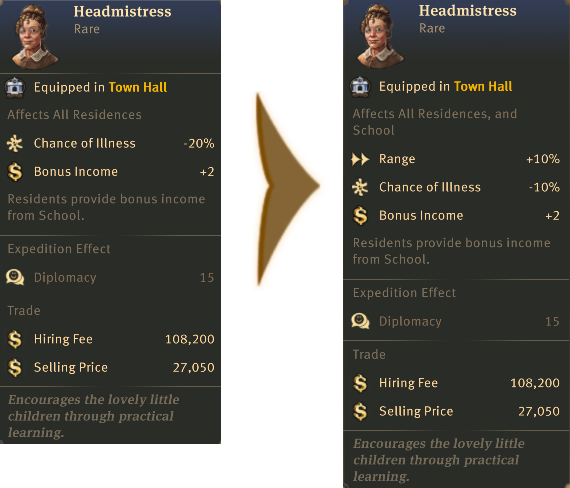 Headmistress
Rare
Equipped in Town Hall
Affects All Residences
Chance of Illness -20%
Bonus Income +2
Residents provide bonus income
from School.
Expedition Effect
Diplomacy 15
Trade
Hiring Fee 108,200
Selling Price 27,050
Encourages the lovely little
children through practical
learning.
Headmistress
Rare
Equipped in Town Hall
Affects All Residences, and
School
Range +10%
Chance of Illness -10%
Bonus Income +2
Residents provide bonus income
from School.
Expedition Effect
Diplomacy 15
Trade
Hiring Fee 108,200
Selling Price 27,050
Encourages the lovely little
children through practical
learning.